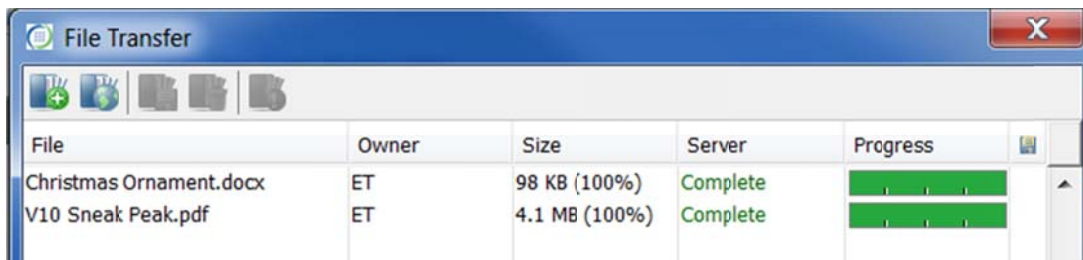 File Transfer
File Owner Size Server Progress
Christmas Ornament.docx ET 98 KB (100%) Complete
V10 Sneak Peak.pdf ET 4.1 MB (100%) Complete